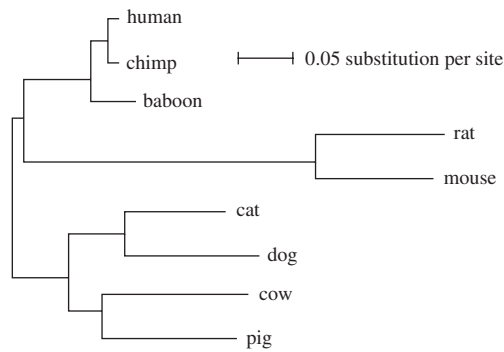 human
chimp
0.05 substitution per site
baboon
rat
mouse
cat
dog
cow
pig